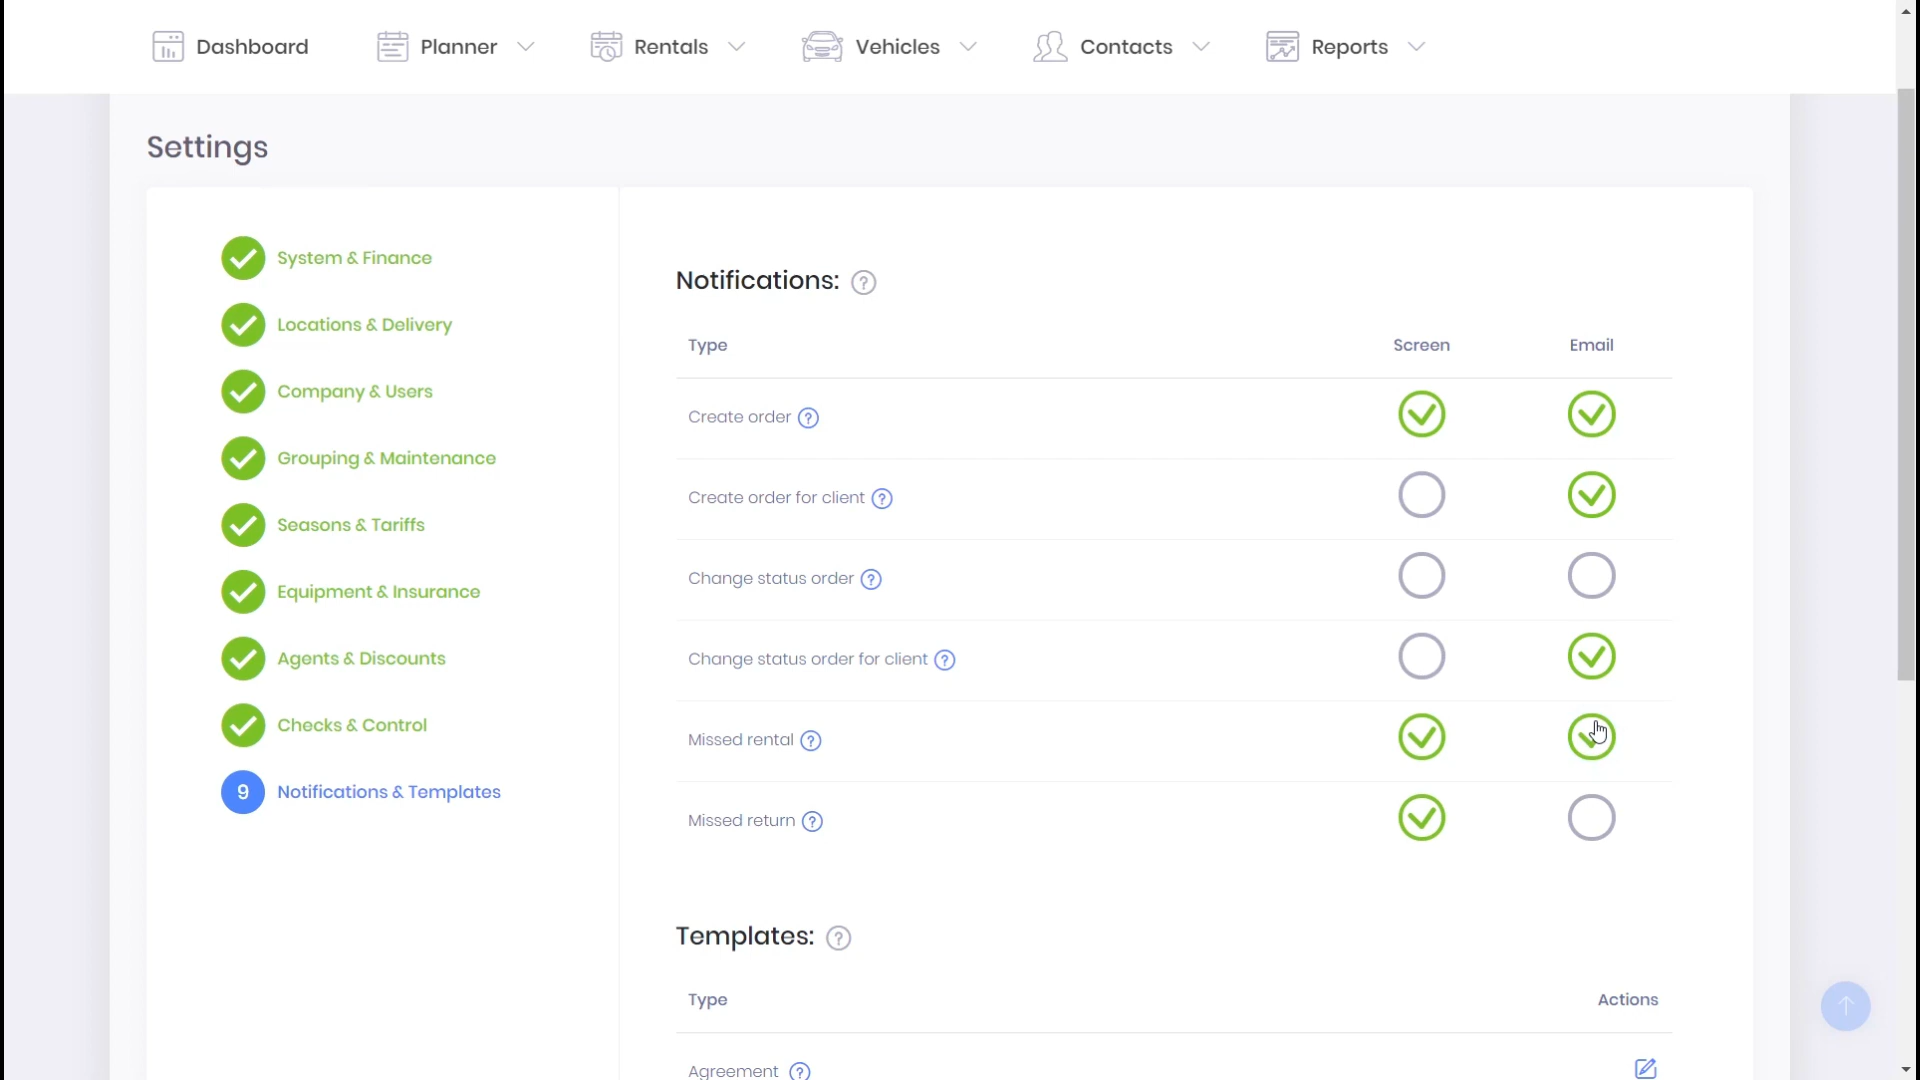 Dashboard
Planner
Rentals
Vehicles
Contacts
Reports
Settings
System & Finance
Locations & Delivery
Company & Users
Grouping & Maintenance
Seasons & Tariffs
Equipment & Insurance
Agents & Discounts
Checks & Control
9 Notifications & Templates
Notifications: ?
Type Screen Email
Create order ?
Create order for client ?
Change status order ?
Change status order for client ?
Missed rental ?
Missed return ?
Templates: ?
Type Actions
Agreement ?